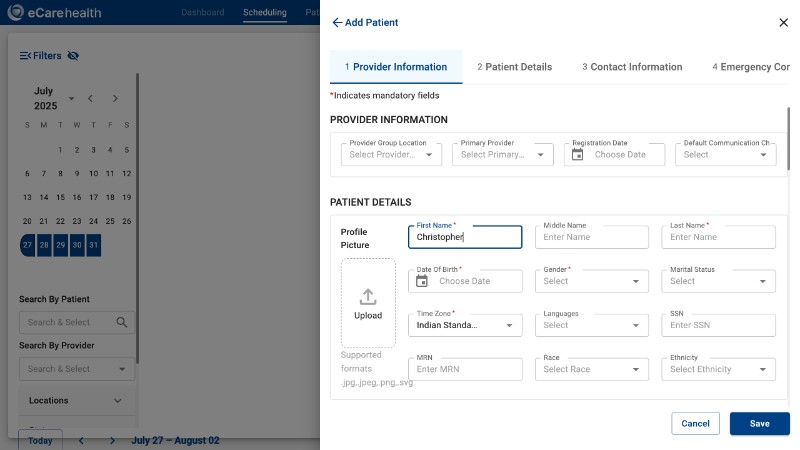 eCarehealth
Dashboard
Scheduling
Pat
Filters
July
2025
S M T W T F S
1 2 3 4 5
6 7 8 9 10 11 12
13 14 15 16 17 18 19
20 21 22 23 24 25 26
27 28 29 30 31
Search By Patient
Search & Select
Search By Provider
Search & Select
Locations
Today
July 27 – August 02
Add Patient
1 Provider Information
2 Patient Details
3 Contact Information
4 Emergency Con
*Indicates mandatory fields
PROVIDER INFORMATION
Provider Group Location
Select Provider...
Primary Provider
Select Primary...
Registration Date
Choose Date
Default Communication Ch
Select
PATIENT DETAILS
Profile
Picture
Upload
Supported
formats
.jpg,.jpeg,.png,.svg
First Name *
Christopher
Middle Name
Enter Name
Last Name *
Enter Name
Date Of Birth *
Choose Date
Gender *
Select
Marital Status
Select
Time Zone *
Indian Standa...
Languages
Select
SSN
Enter SSN
MRN
Enter MRN
Race
Select Race
Ethnicity
Select Ethnicity
Cancel
Save